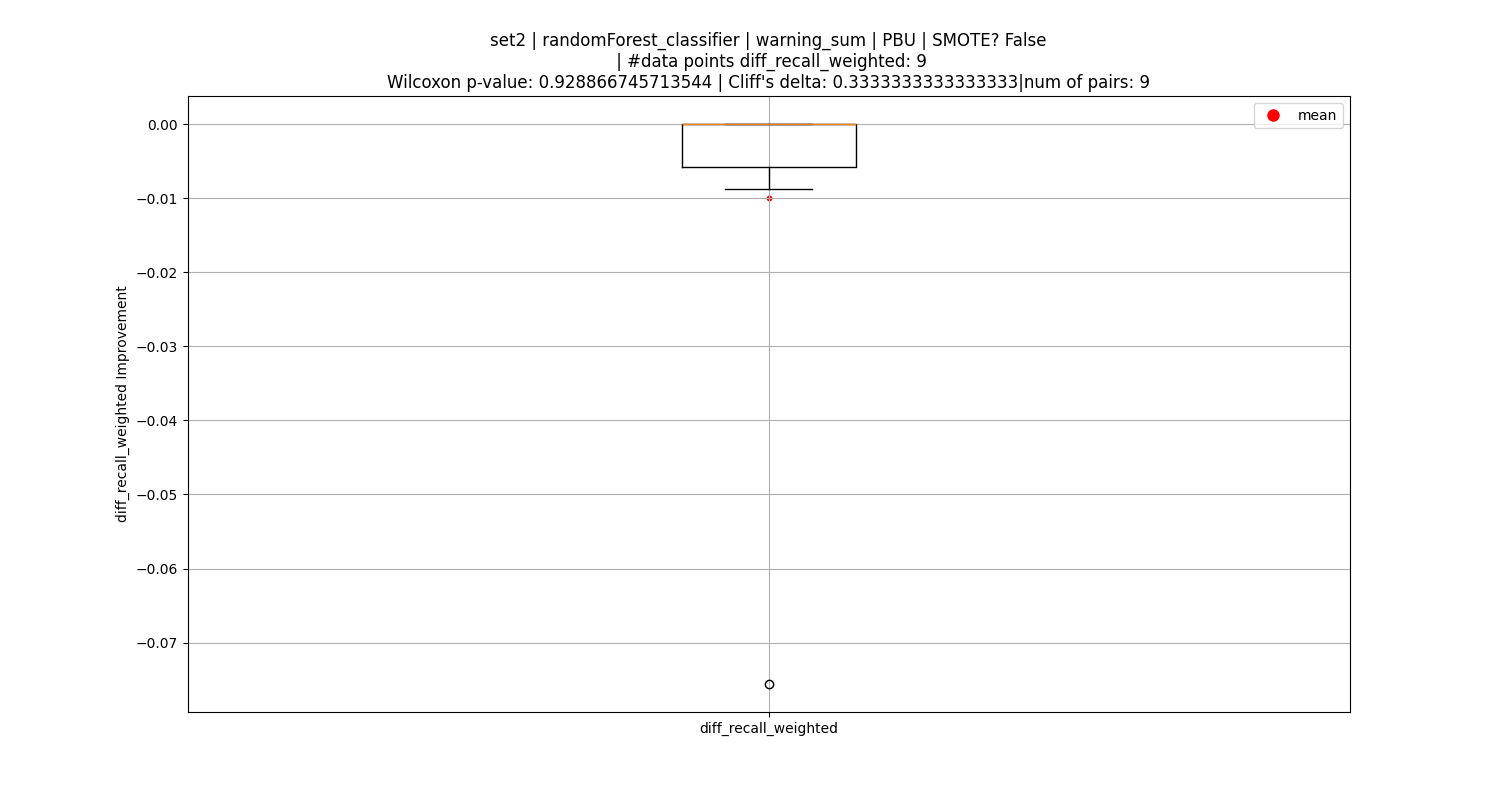 set2 | randomForest_classifier | warning_sum | PBU | SMOTE? False
| #data points diff_recall_weighted: 9
Wilcoxon p-value: 0.928866745713544 | Cliff's delta: 0.3333333333333333|num of pairs: 9
mean
0.00
−0.01
−0.02
−0.03
−0.04
−0.05
−0.06
−0.07
diff_recall_weighted Improvement
diff_recall_weighted